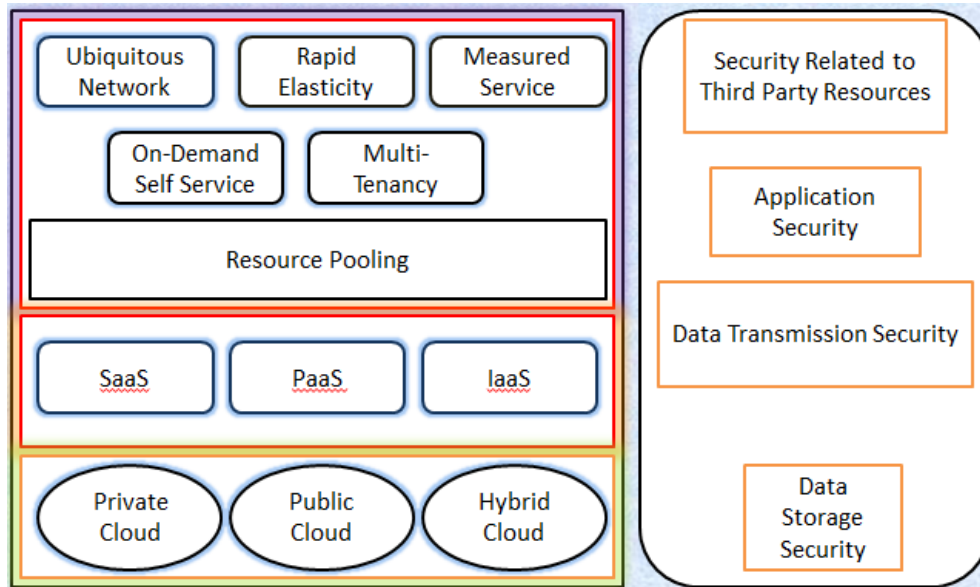 Ubiquitous
Network
Rapid
Elasticity
Measured
Service
On-Demand
Self Service
Multi-
Tenancy
Resource Pooling
SaaS
PaaS
IaaS
Private
Cloud
Public
Cloud
Hybrid
Cloud
Security Related to
Third Party Resources
Application
Security
Data Transmission Security
Data
Storage
Security